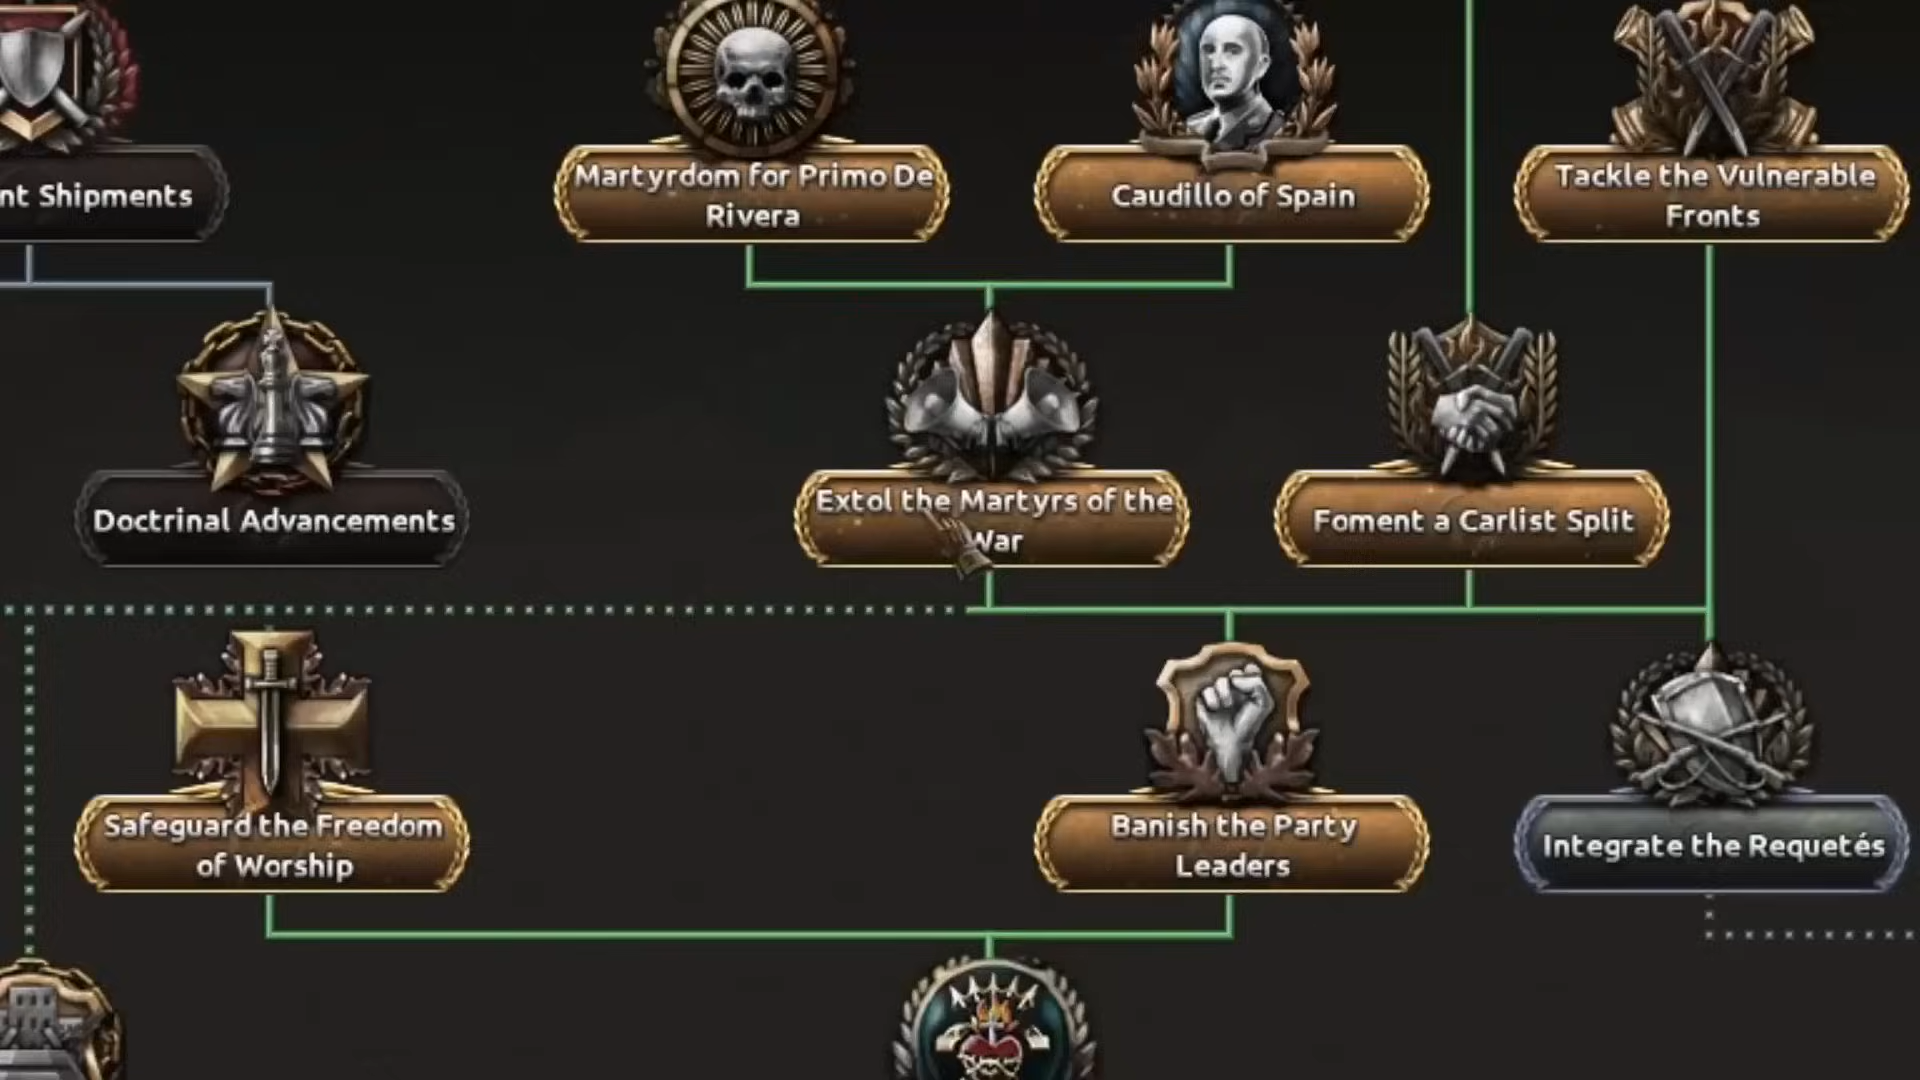 nt Shipments
Martyrdom for Primo De
Rivera
Caudillo of Spain
Tackle the Vulnerable
Fronts
Doctrinal Advancements
Extol the Martyrs of the
War
Foment a Carlist Split
Safeguard the Freedom
of Worship
Banish the Party
Leaders
Integrate the Requetés